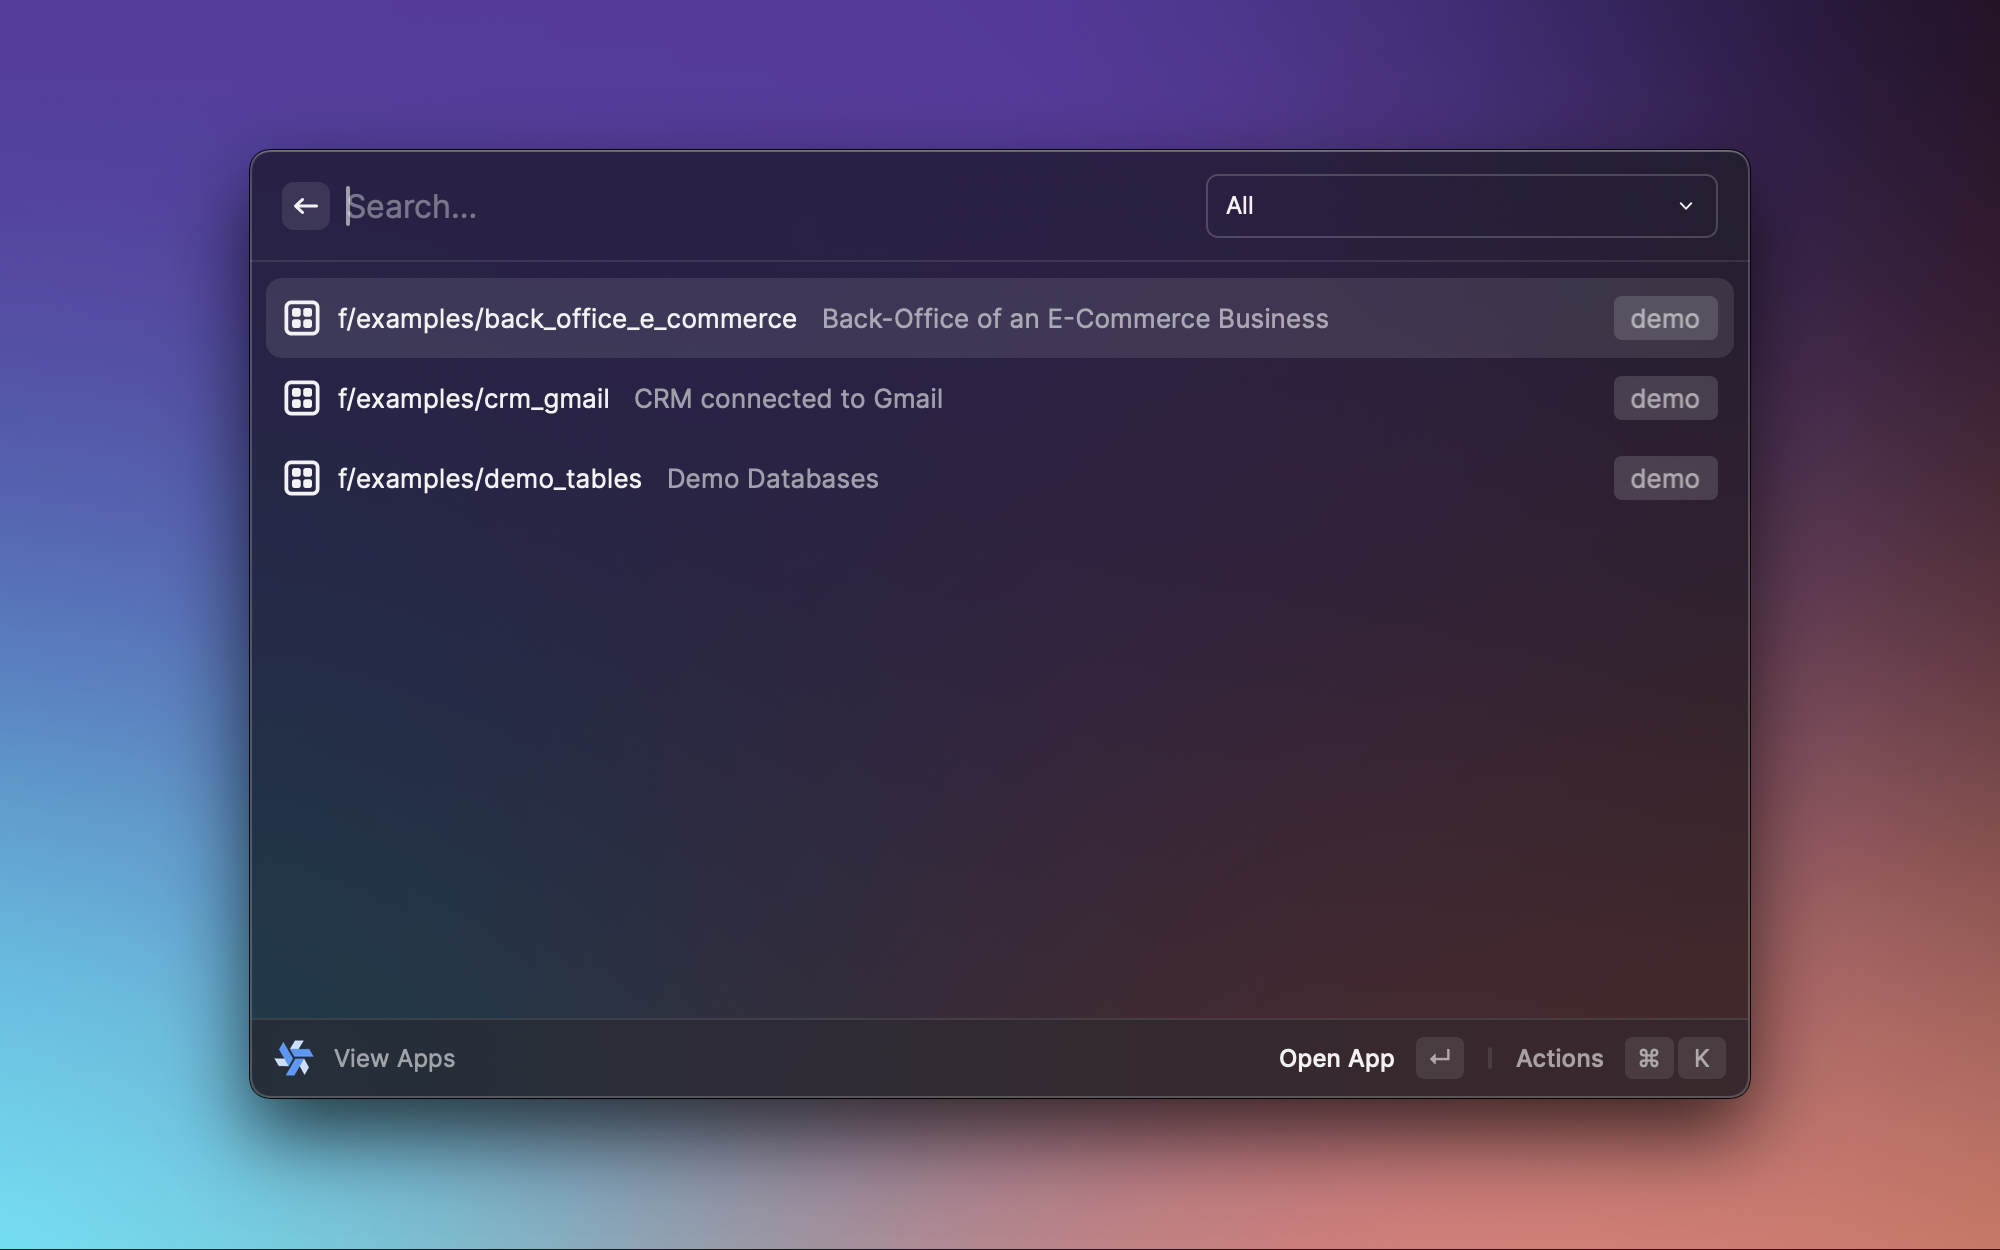 Search...
All
f/examples/back_office_e_commerce Back-Office of an E-Commerce Business demo
f/examples/crm_gmail CRM connected to Gmail demo
f/examples/demo_tables Demo Databases demo
View Apps Open App ↵ Actions ⌘ K